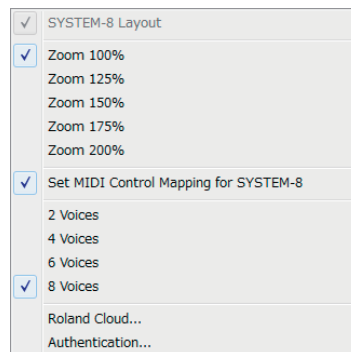 SYSTEM-8 Layout
Zoom 100%
Zoom 125%
Zoom 150%
Zoom 175%
Zoom 200%
Set MIDI Control Mapping for SYSTEM-8
2 Voices
4 Voices
6 Voices
8 Voices
Roland Cloud...
Authentication...